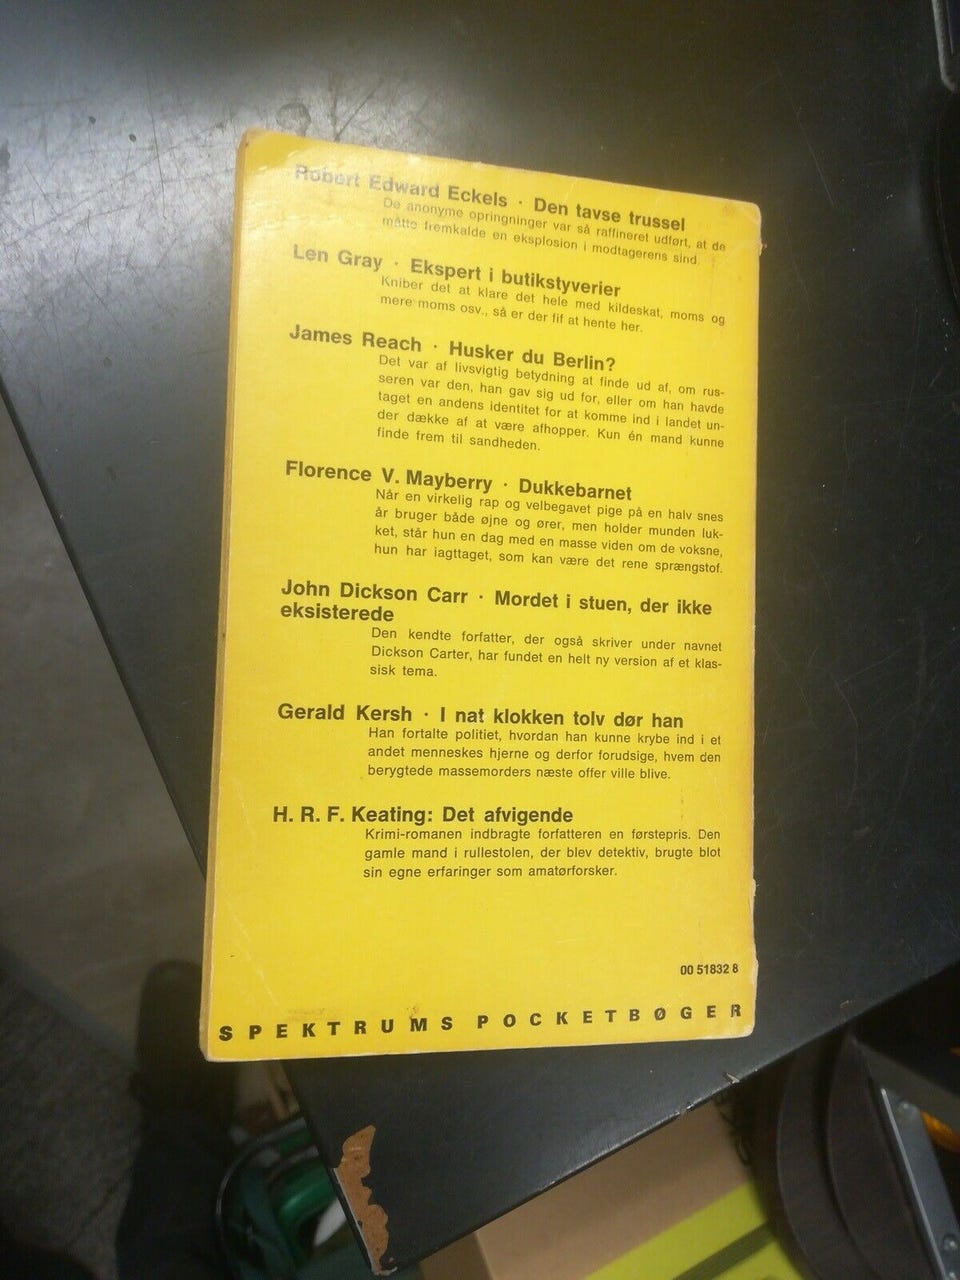 Robert Edward Eckels · Den tavse trussel
De anonyme opringninger var så raffineret udført, at de
måtte fremkalde en eksplosion i modtagerens sind.
Len Gray · Ekspert i butikstyverier
Kniber det at klare det hele med kildeskat, moms og
mere moms osv., så er der fif at hente her.
James Reach · Husker du Berlin?
Det var af livsvigtig betydning at finde ud af, om rus-
seren var den, han gav sig ud for, eller om han havde
taget en andens identitet for at komme ind i landet un-
der dække af at være afhopper. Kun én mand kunne
finde frem til sandheden.
Florence V. Mayberry · Dukkebarnet
Når en virkelig rap og velbegavet pige på en halv snes
år bruger både øjne og ører, men holder munden luk-
ket, står hun en dag med en masse viden om de voksne,
hun har iagttaget, som kan være det rene sprængstof.
John Dickson Carr · Mordet i stuen, der ikke
eksisterede
Den kendte forfatter, der også skriver under navnet
Dickson Carter, har fundet en helt ny version af et klas-
sisk tema.
Gerald Kersh · I nat klokken tolv dør han
Han fortalte politiet, hvordan han kunne krybe ind i et
andet menneskes hjerne og derfor forudsige, hvem den
berygtede massemorders næste offer ville blive.
H. R. F. Keating: Det afvigende
Krimi-romanen indbragte forfatteren en førstepris. Den
gamle mand i rullestolen, der blev detektiv, brugte blot
sin egne erfaringer som amatørforsker.
00 51832 8
SPEKTRUMS POCKETBØGER